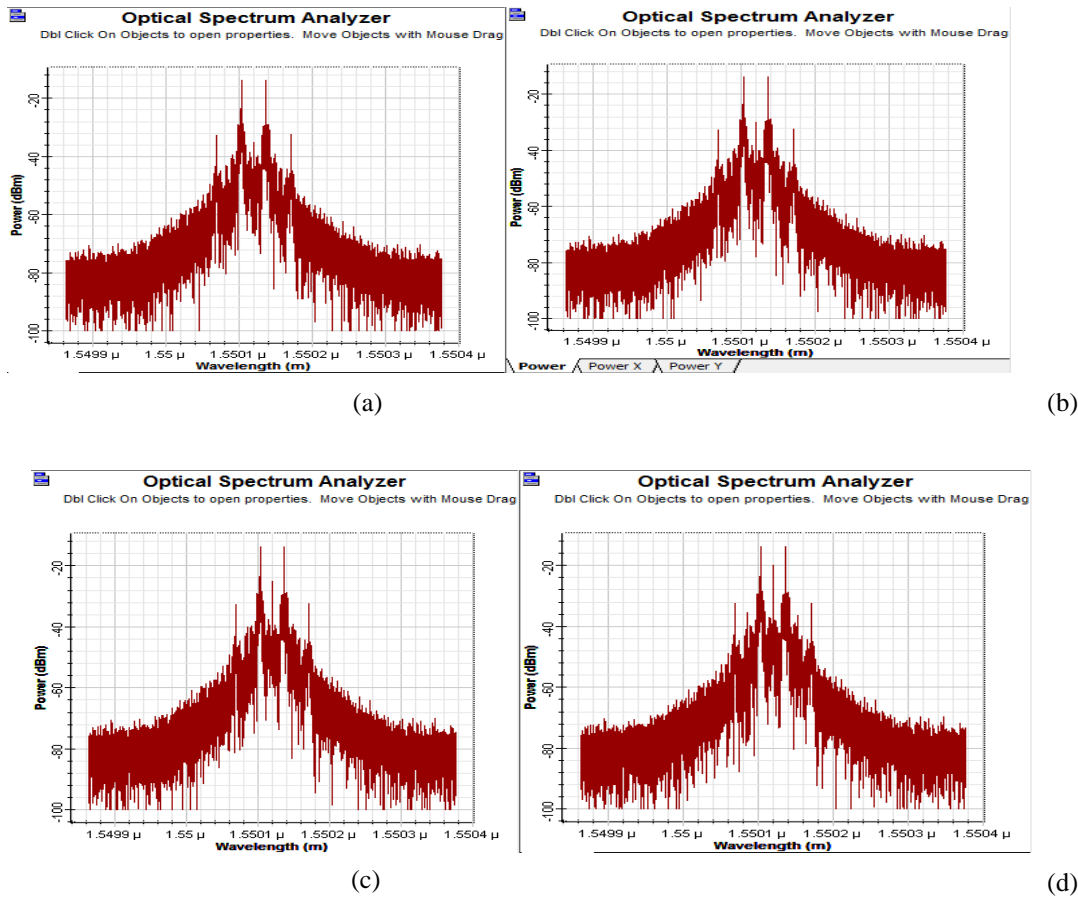 Optical Spectrum Analyzer
Dbl Click On Objects to open properties. Move Objects with Mouse Drag
Power (dBm)
-20
-40
-60
-80
-100
1.5499 µ 1.55 µ 1.5501 µ 1.5502 µ 1.5503 µ 1.5504 µ
Wavelength (m)
(a)
Optical Spectrum Analyzer
Dbl Click On Objects to open properties. Move Objects with Mouse Drag
Power (dBm)
-20
-40
-60
-80
-100
1.5499 µ 1.55 µ 1.5501 µ 1.5502 µ 1.5503 µ 1.5504 µ
Wavelength (m)
Power Power X Power Y
(b)
Optical Spectrum Analyzer
Dbl Click On Objects to open properties. Move Objects with Mouse Drag
Power (dBm)
-20
-40
-60
-80
-100
1.5499 µ 1.55 µ 1.5501 µ 1.5502 µ 1.5503 µ 1.5504 µ
Wavelength (m)
(c)
Optical Spectrum Analyzer
Dbl Click On Objects to open properties. Move Objects with Mouse Drag
Power (dBm)
-20
-40
-60
-80
-100
1.5499 µ 1.55 µ 1.5501 µ 1.5502 µ 1.5503 µ 1.5504 µ
Wavelength (m)
(d)